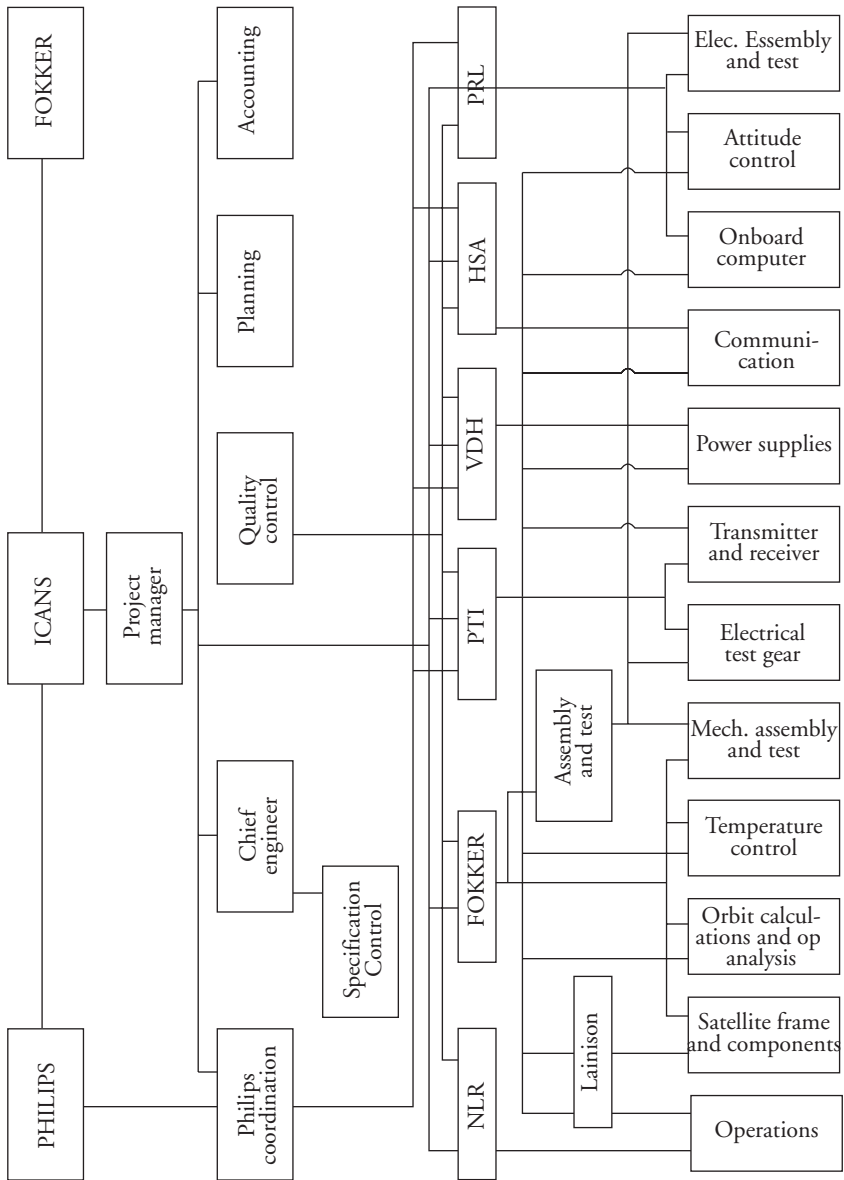 PHILIPS
ICANS
FOKKER
Project
manager
Philips
coordination
Chief
engineer
Quality
control
Planning
Accounting
Specification
Control
NLR
FOKKER
PTI
VDH
HSA
PRL
Lainison
Assembly
and test
Operations
Satellite frame
and components
Orbit calcul-
ations and op
analysis
Temperature
control
Mech. assembly
and test
Electrical
test gear
Transmitter
and receiver
Power supplies
Communi-
cation
Onboard
computer
Attitude
control
Elec. Essembly
and test